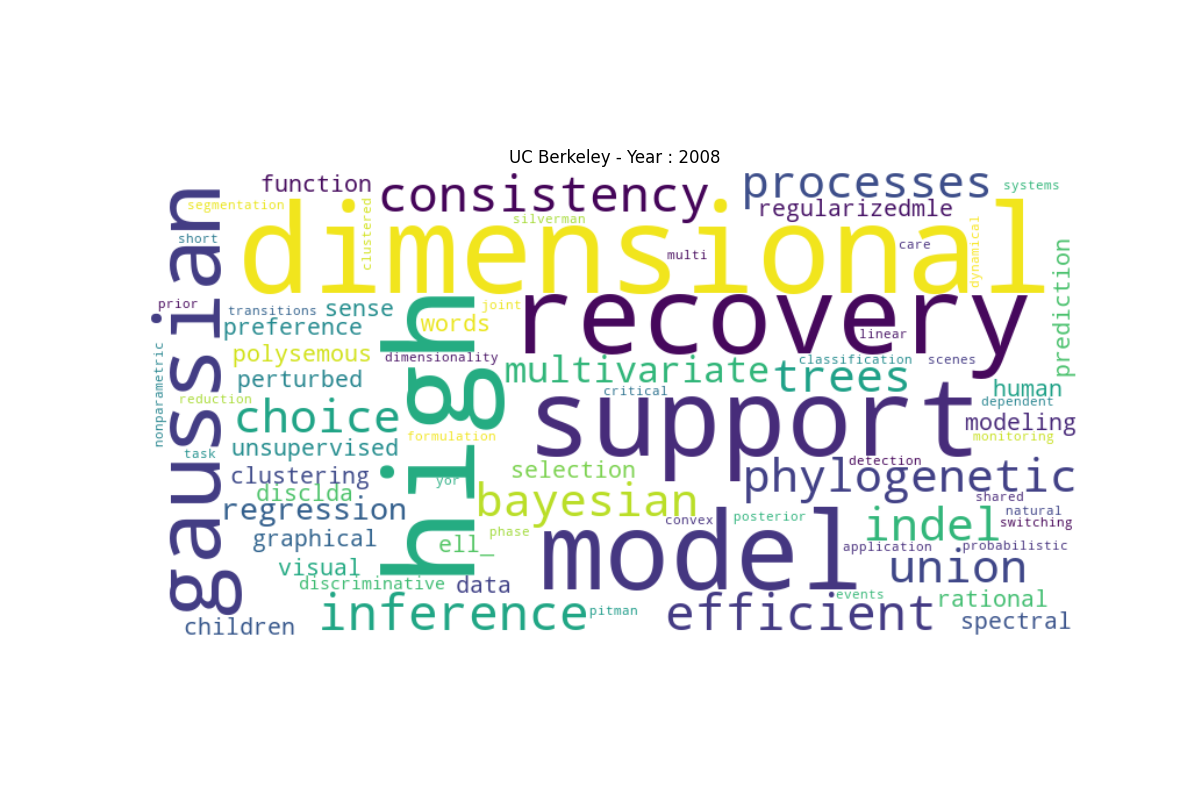 UC Berkeley - Year : 2008
function
consistency
processes
systems
segmentation
clustered
silverman
regularizedmle
gaussian
dimensional
short
multi
care
dynamical
prediction
prior
transitions
sense
high
joint
recovery
preference
words
linear
nonparametric
polysemous
dimensionality
multivariate
classification
scenes
trees
perturbed
human
reduction
critical
support
dependent
choice
modeling
unsupervised
formulation
monitoring
task
clustering
selection
detection
phylogenetic
yor
disclda
bayesian
shared
regression
natural
convex
posterior
indel
switching
graphical
phase
ell_
model
application
probabilistic
visual
union
discriminative
data
events
rational
inference
pitman
efficient
children
spectral